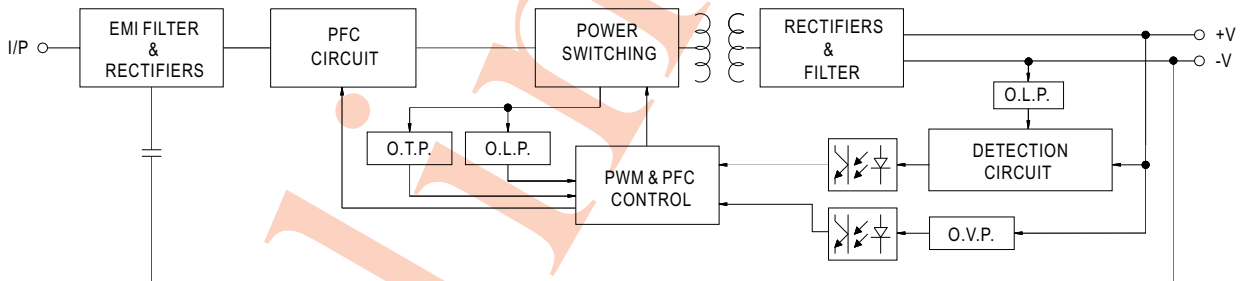 I/P
EMI FILTER
&
RECTIFIERS
PFC
CIRCUIT
POWER
SWITCHING
RECTIFIERS
&
FILTER
+V
-V
O.L.P.
O.T.P.
O.L.P.
PWM & PFC
CONTROL
DETECTION
CIRCUIT
O.V.P.